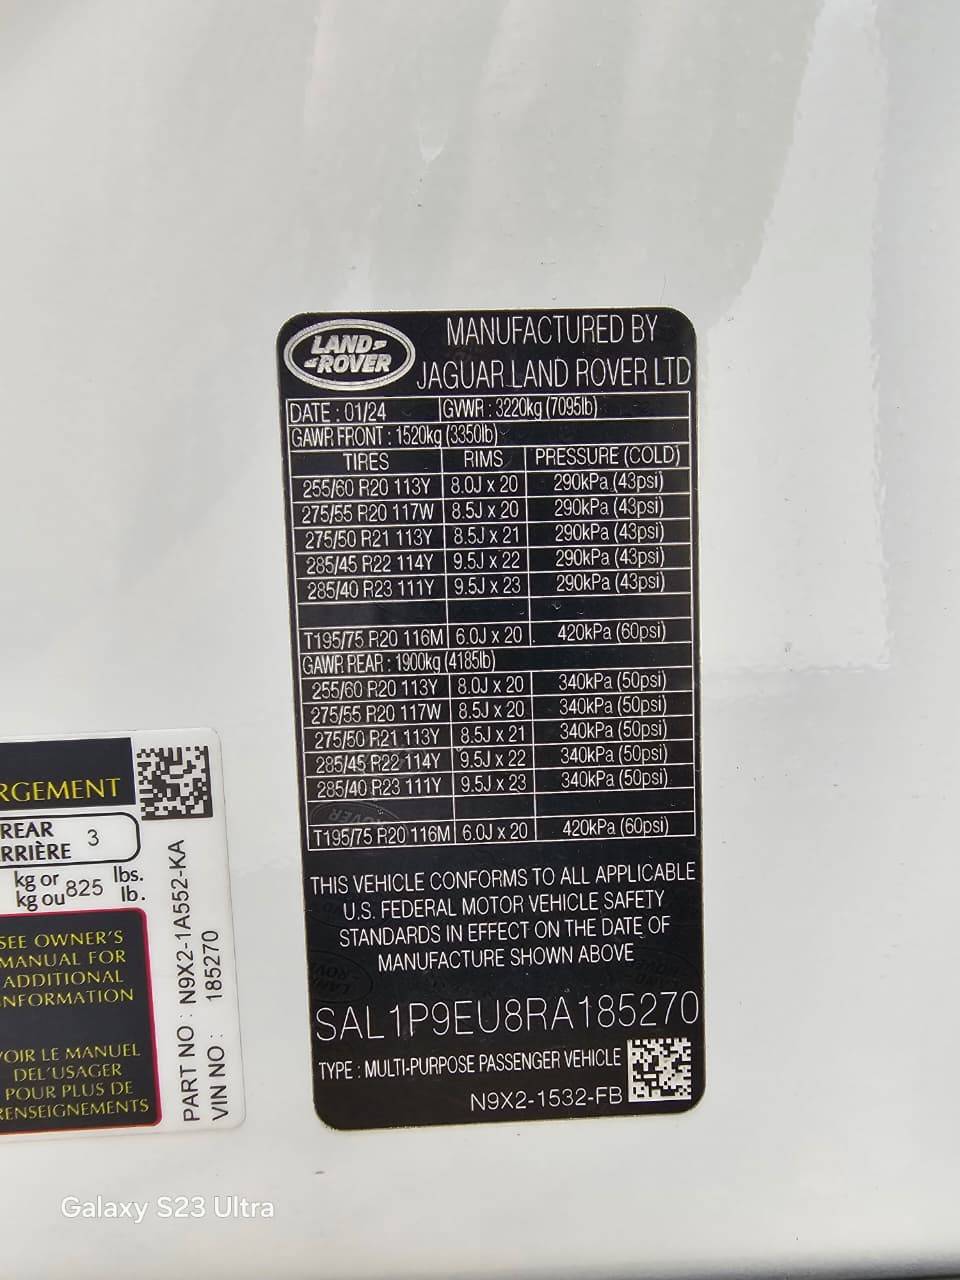 LAND
ROVER
MANUFACTURED BY
JAGUAR LAND ROVER LTD
DATE : 01/24 GVWR : 3220kg (7095lb)
GAWR FRONT : 1520kg (3350lb)
TIRES RIMS PRESSURE (COLD)
255/60 R20 113Y 8.0J x 20 290kPa (43psi)
275/55 R20 117W 8.5J x 20 290kPa (43psi)
275/50 R21 113Y 8.5J x 21 290kPa (43psi)
285/45 R22 114Y 9.5J x 22 290kPa (43psi)
285/40 R23 111Y 9.5J x 23 290kPa (43psi)
T195/75 R20 116M 6.0J x 20 420kPa (60psi)
GAWR REAR : 1900kg (4185lb)
255/60 R20 113Y 8.0J x 20 340kPa (50psi)
275/55 R20 117W 8.5J x 20 340kPa (50psi)
275/50 R21 113Y 8.5J x 21 340kPa (50psi)
285/45 R22 114Y 9.5J x 22 340kPa (50psi)
285/40 R23 111Y 9.5J x 23 340kPa (50psi)
T195/75 R20 116M 6.0J x 20 420kPa (60psi)
THIS VEHICLE CONFORMS TO ALL APPLICABLE
U.S. FEDERAL MOTOR VEHICLE SAFETY
STANDARDS IN EFFECT ON THE DATE OF
MANUFACTURE SHOWN ABOVE
SAL1P9EU8RA185270
TYPE : MULTI-PURPOSE PASSENGER VEHICLE
N9X2-1532-FB
RGEMENT
REAR 3
RRIÈRE
kg or 825 lbs.
kg ou lb.
SEE OWNER'S
MANUAL FOR
ADDITIONAL
NFORMATION
VOIR LE MANUEL
DEL'USAGER
POUR PLUS DE
RENSEIGNEMENTS
PART NO : N9X2-1A552-KA
VIN NO : 185270
Galaxy S23 Ultra